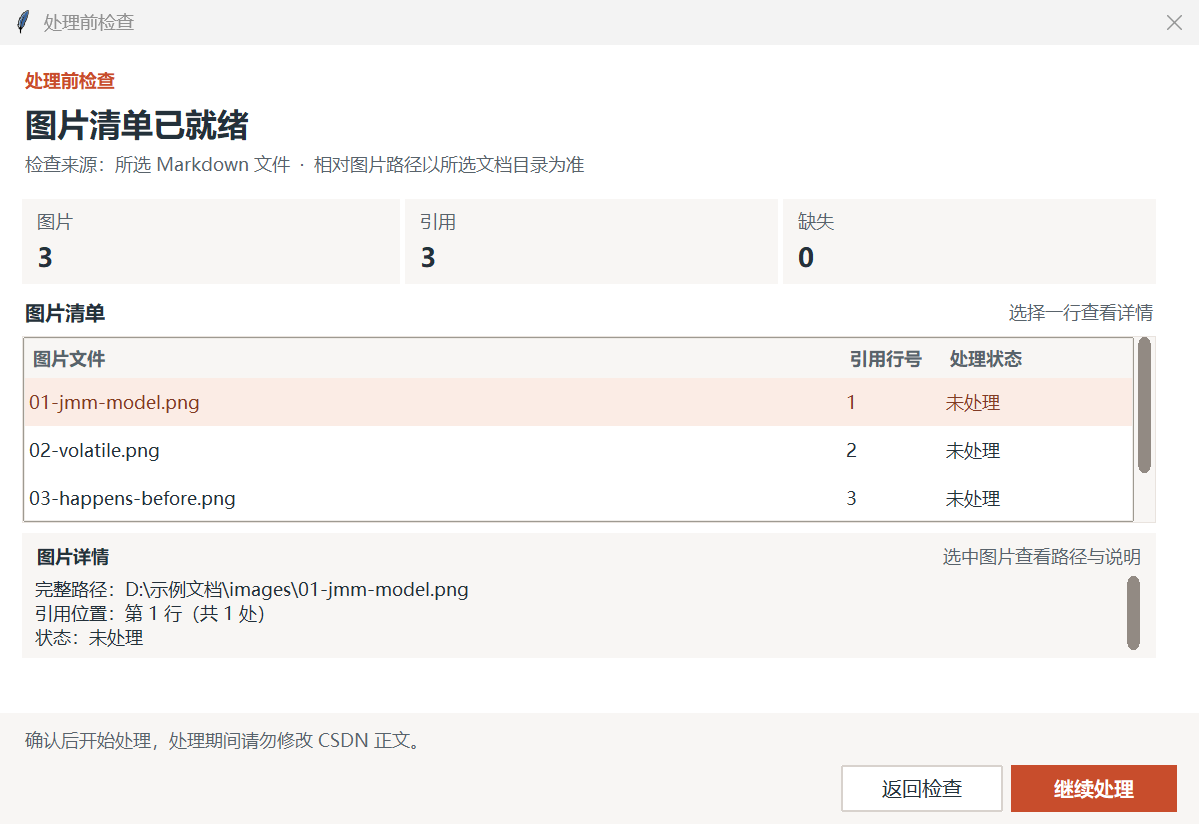 处理前检查
处理前检查
图片清单已就绪
检查来源：所选 Markdown 文件 · 相对图片路径以所选文档目录为准
图片 引用 缺失
3 3 0
图片清单 选择一行查看详情
图片文件 引用行号 处理状态
01-jmm-model.png 1 未处理
02-volatile.png 2 未处理
03-happens-before.png 3 未处理
图片详情 选中图片查看路径与说明
完整路径：D:\示例文档\images\01-jmm-model.png
引用位置：第 1 行（共 1 处）
状态：未处理
确认后开始处理，处理期间请勿修改 CSDN 正文。
返回检查 继续处理